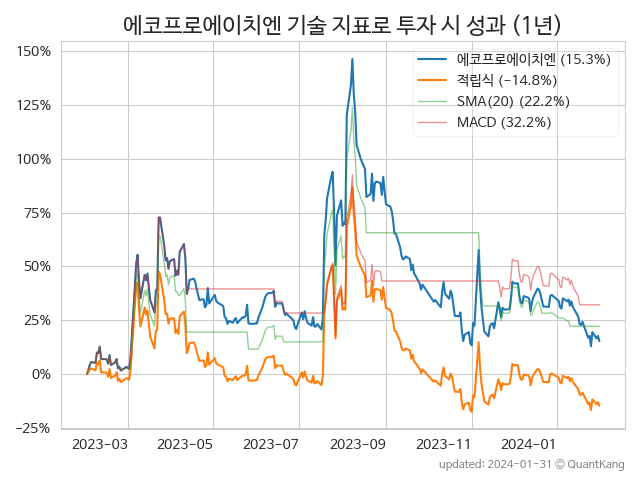 에코프로에이치엔 기술 지표로 투자 시 성과 (1년)
에코프로에이치엔 (15.3%)
적립식 (−14.8%)
SMA(20) (22.2%)
MACD (32.2%)
150%
125%
100%
75%
50%
25%
0%
−25%
2023-03 2023-05 2023-07 2023-09 2023-11 2024-01
updated: 2024-01-31 © QuantKang